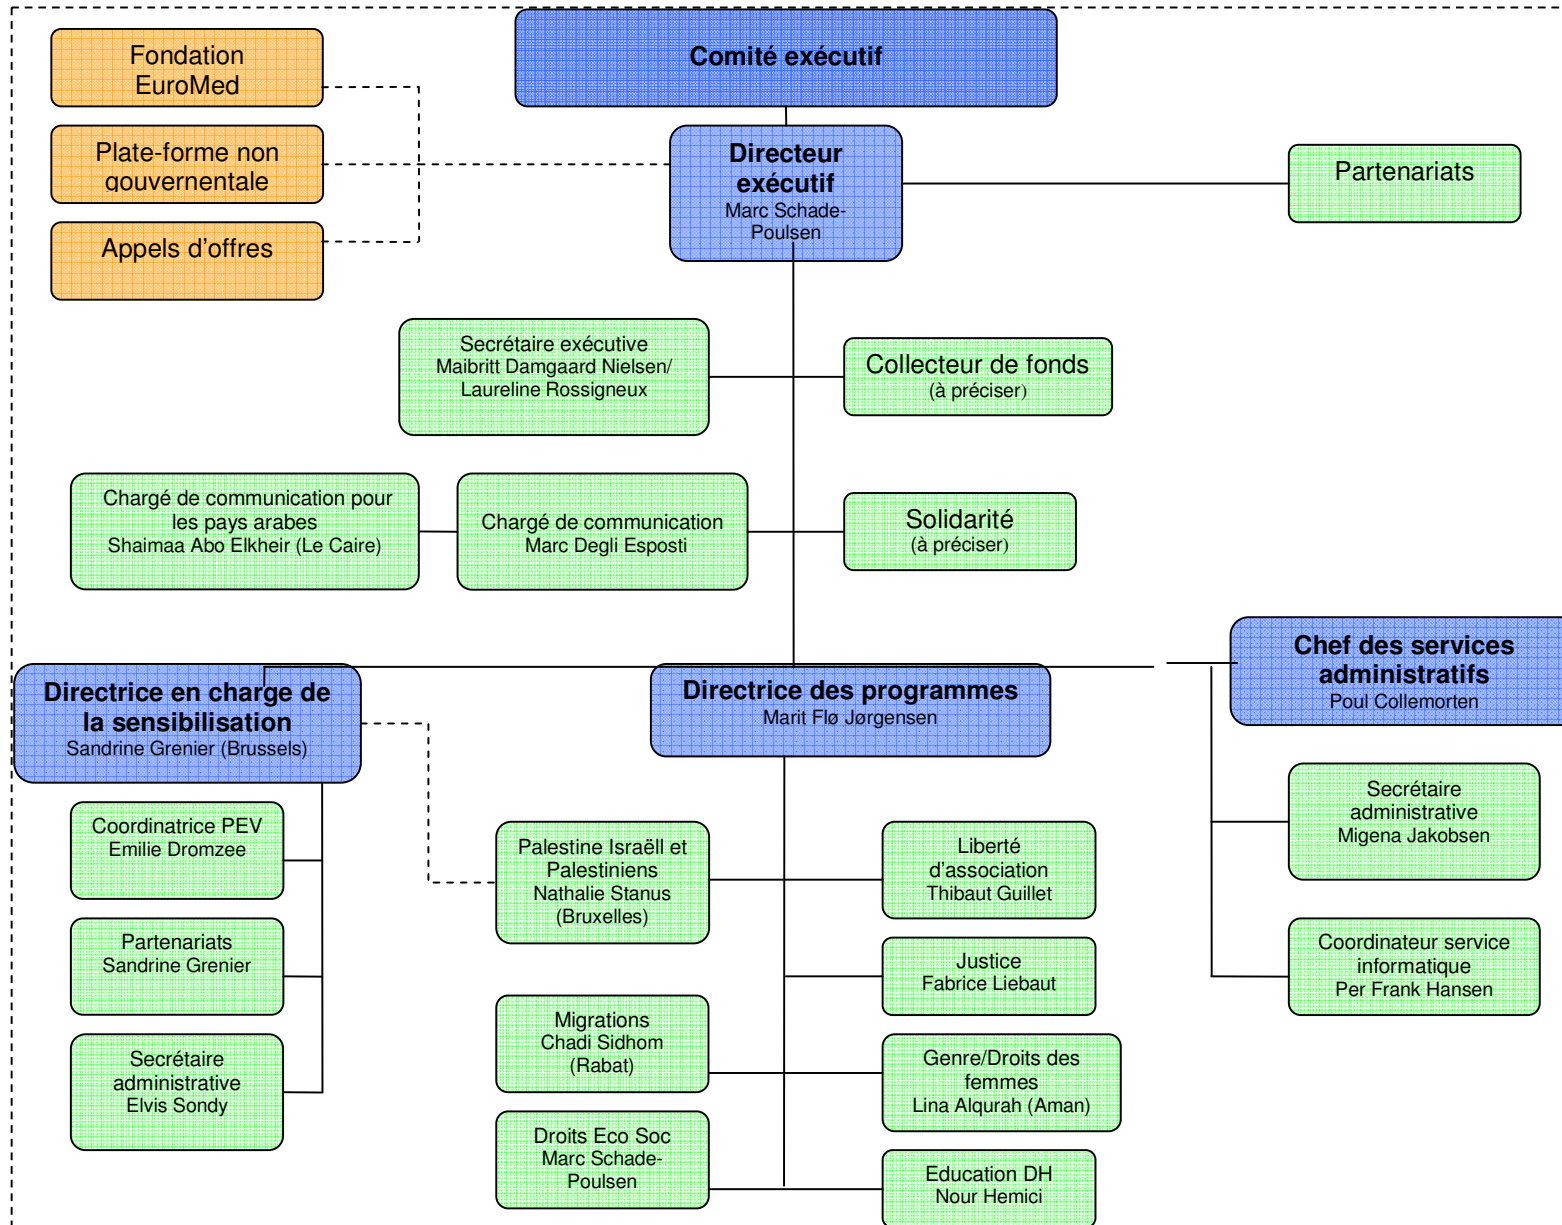 Comité exécutif
Fondation
EuroMed
Plate-forme non
gouvernementale
Appels d'offres
Directeur
exécutif
Marc Schade-
Poulsen
Partenariats
Secrétaire exécutive
Maibritt Damgaard Nielsen/
Laureline Rossigneux
Collecteur de fonds
(à préciser)
Chargé de communication pour
les pays arabes
Shaimaa Abo Elkheir (Le Caire)
Chargé de communication
Marc Degli Esposti
Solidarité
(à préciser)
Directrice en charge de
la sensibilisation
Sandrine Grenier (Brussels)
Directrice des programmes
Marit Flø Jørgensen
Chef des services
administratifs
Poul Collemorten
Coordinatrice PEV
Emilie Dromzee
Partenariats
Sandrine Grenier
Secrétaire
administrative
Elvis Sondy
Palestine Israëll et
Palestiniens
Nathalie Stanus
(Bruxelles)
Migrations
Chadi Sidhom
(Rabat)
Droits Eco Soc
Marc Schade-
Poulsen
Liberté
d'association
Thibaut Guillet
Justice
Fabrice Liebaut
Genre/Droits des
femmes
Lina Alqurah (Aman)
Education DH
Nour Hemici
Secrétaire
administrative
Migena Jakobsen
Coordinateur service
informatique
Per Frank Hansen